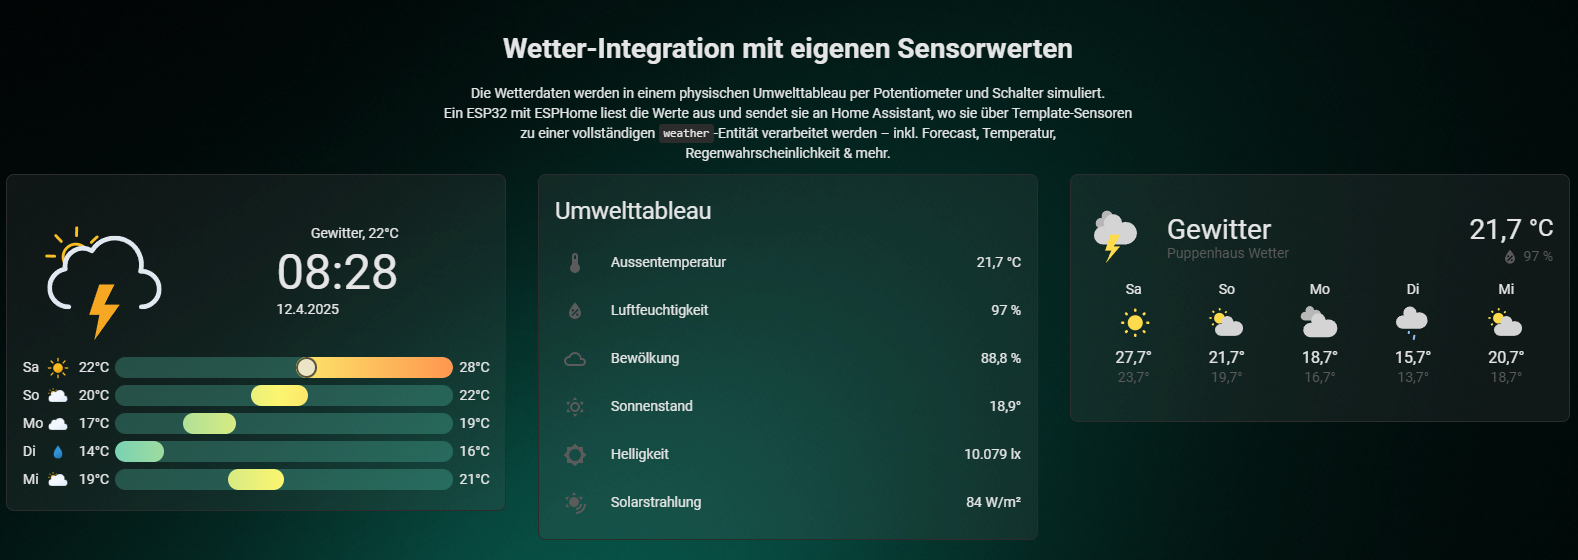 Wetter-Integration mit eigenen Sensorwerten
Die Wetterdaten werden in einem physischen Umwelttableau per Potentiometer und Schalter simuliert.
Ein ESP32 mit ESPHome liest die Werte aus und sendet sie an Home Assistant, wo sie über Template-Sensoren
zu einer vollständigen weather-Entität verarbeitet werden – inkl. Forecast, Temperatur,
Regenwahrscheinlichkeit & mehr.
Gewitter, 22°C
08:28
12.4.2025
Sa 22°C 28°C
So 20°C 22°C
Mo 17°C 19°C
Di 14°C 16°C
Mi 19°C 21°C
Umwelttableau
Aussentemperatur 21,7 °C
Luftfeuchtigkeit 97 %
Bewölkung 88,8 %
Sonnenstand 18,9°
Helligkeit 10.079 lx
Solarstrahlung 84 W/m²
Gewitter 21,7 °C
Puppenhaus Wetter 97 %
Sa So Mo Di Mi
27,7° 21,7° 18,7° 15,7° 20,7°
23,7° 19,7° 16,7° 13,7° 18,7°